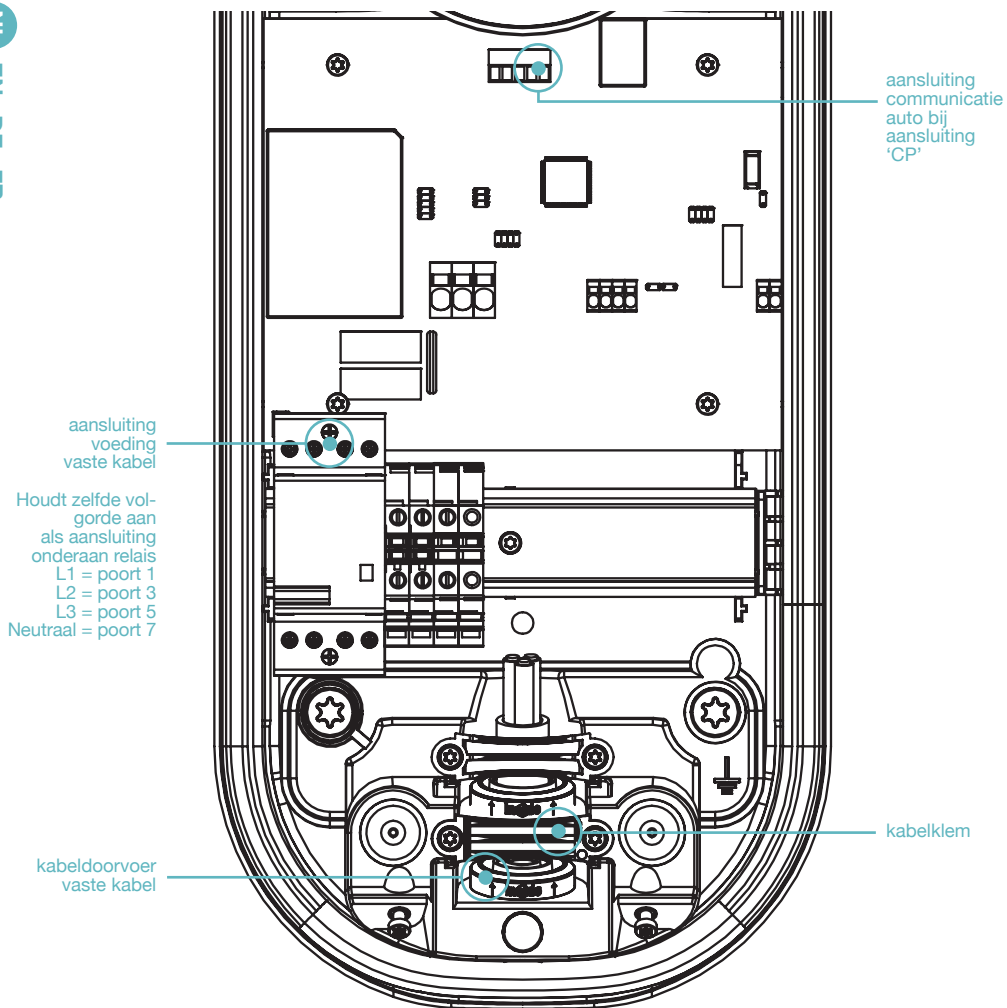 aansluiting
communicatie
auto bij
aansluiting
‘CP’
aansluiting
voeding
vaste kabel
Houdt zelfde vol-
gorde aan
als aansluiting
onderaan relais
L1 = poort 1
L2 = poort 3
L3 = poort 5
Neutraal = poort 7
kabelklem
kabeldoorvoer
vaste kabel